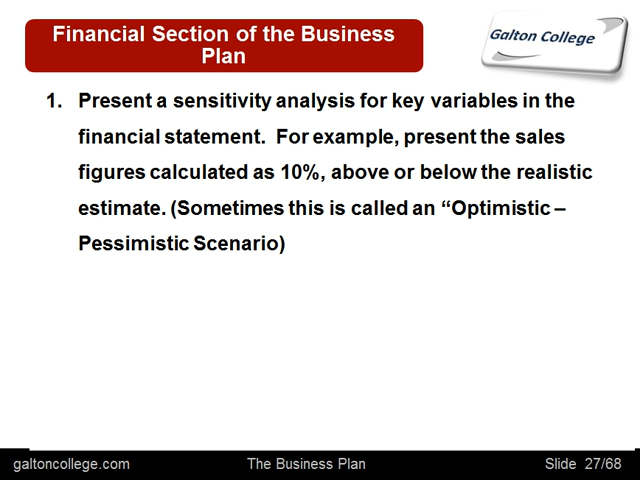 Financial Section of the Business
Plan
Galton College
1. Present a sensitivity analysis for key variables in the
financial statement. For example, present the sales
figures calculated as 10%, above or below the realistic
estimate. (Sometimes this is called an “Optimistic –
Pessimistic Scenario)
galtoncollege.com The Business Plan Slide 27/68